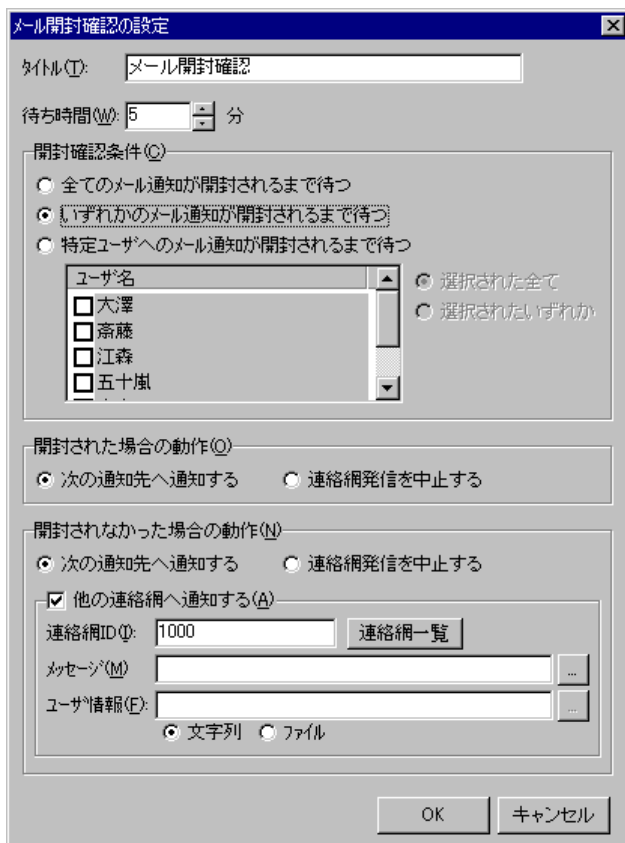 メール開封確認の設定
タイトル(T): メール開封確認
待ち時間(W): 5 分
開封確認条件(C)
全てのメール通知が開封されるまで待つ
いずれかのメール通知が開封されるまで待つ
特定ユーザへのメール通知が開封されるまで待つ
ユーザ名
選択された全て
大澤
選択されたいずれか
斎藤
江森
五十嵐
開封された場合の動作(O)
次の通知先へ通知する 連絡網発信を中止する
開封されなかった場合の動作(N)
次の通知先へ通知する 連絡網発信を中止する
他の連絡網へ通知する(A)
連絡網ID(I): 1000 連絡網一覧
メッセージ(M) ...
ユーザ情報(F): ...
文字列 ファイル
OK キャンセル